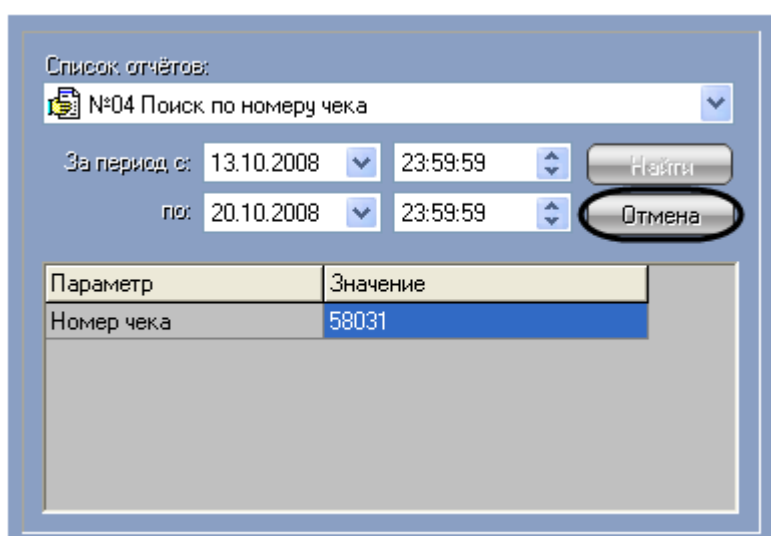 Список отчётов:
№04 Поиск по номеру чека
За период с: 13.10.2008 23:59:59 Найти
по: 20.10.2008 23:59:59 Отмена
Параметр Значение
Номер чека 58031